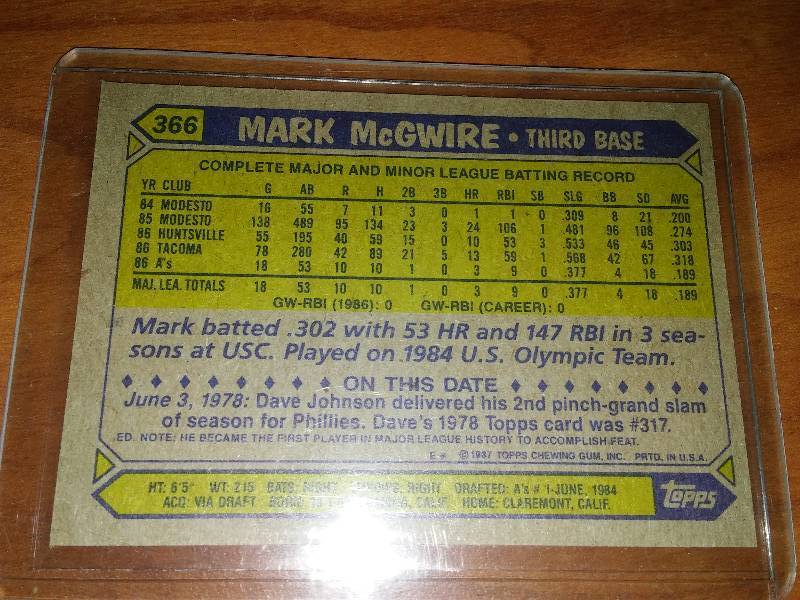 366 MARK McGWIRE • THIRD BASE
COMPLETE MAJOR AND MINOR LEAGUE BATTING RECORD
YR CLUB G AB R H 2B 3B HR RBI SB SLG BB SO AVG
84 MODESTO 16 55 7 11 3 0 1 1 0 .309 8 21 .200
85 MODESTO 138 489 95 134 23 3 24 106 1 .481 96 108 .274
86 HUNTSVILLE 55 195 40 59 15 0 10 53 3 .533 46 45 .303
86 TACOMA 78 280 42 89 21 5 13 59 1 .568 42 67 .318
86 A's 18 53 10 10 1 0 3 9 0 .377 4 18 .189
MAJ. LEA. TOTALS 18 53 10 10 1 0 3 9 0 .377 4 18 .189
GW-RBI (1986): 0 GW-RBI (CAREER): 0
Mark batted .302 with 53 HR and 147 RBI in 3 sea-
sons at USC. Played on 1984 U.S. Olympic Team.
♦ ♦ ♦ ♦ ♦ ♦ ♦ ♦ ON THIS DATE ♦ ♦ ♦ ♦ ♦ ♦ ♦ ♦
June 3, 1978: Dave Johnson delivered his 2nd pinch-grand slam
of season for Phillies. Dave's 1978 Topps card was #317.
ED. NOTE: HE BECAME THE FIRST PLAYER IN MAJOR LEAGUE HISTORY TO ACCOMPLISH FEAT.
E* ©1987 TOPPS CHEWING GUM, INC. PRTD. IN U.S.A.
HT: 6'5" WT: 215 BATS: RIGHT THROWS: RIGHT DRAFTED: A's # 1-JUNE, 1984
ACQ: VIA DRAFT BORN: CALIF. HOME: CLAREMONT, CALIF.
topps